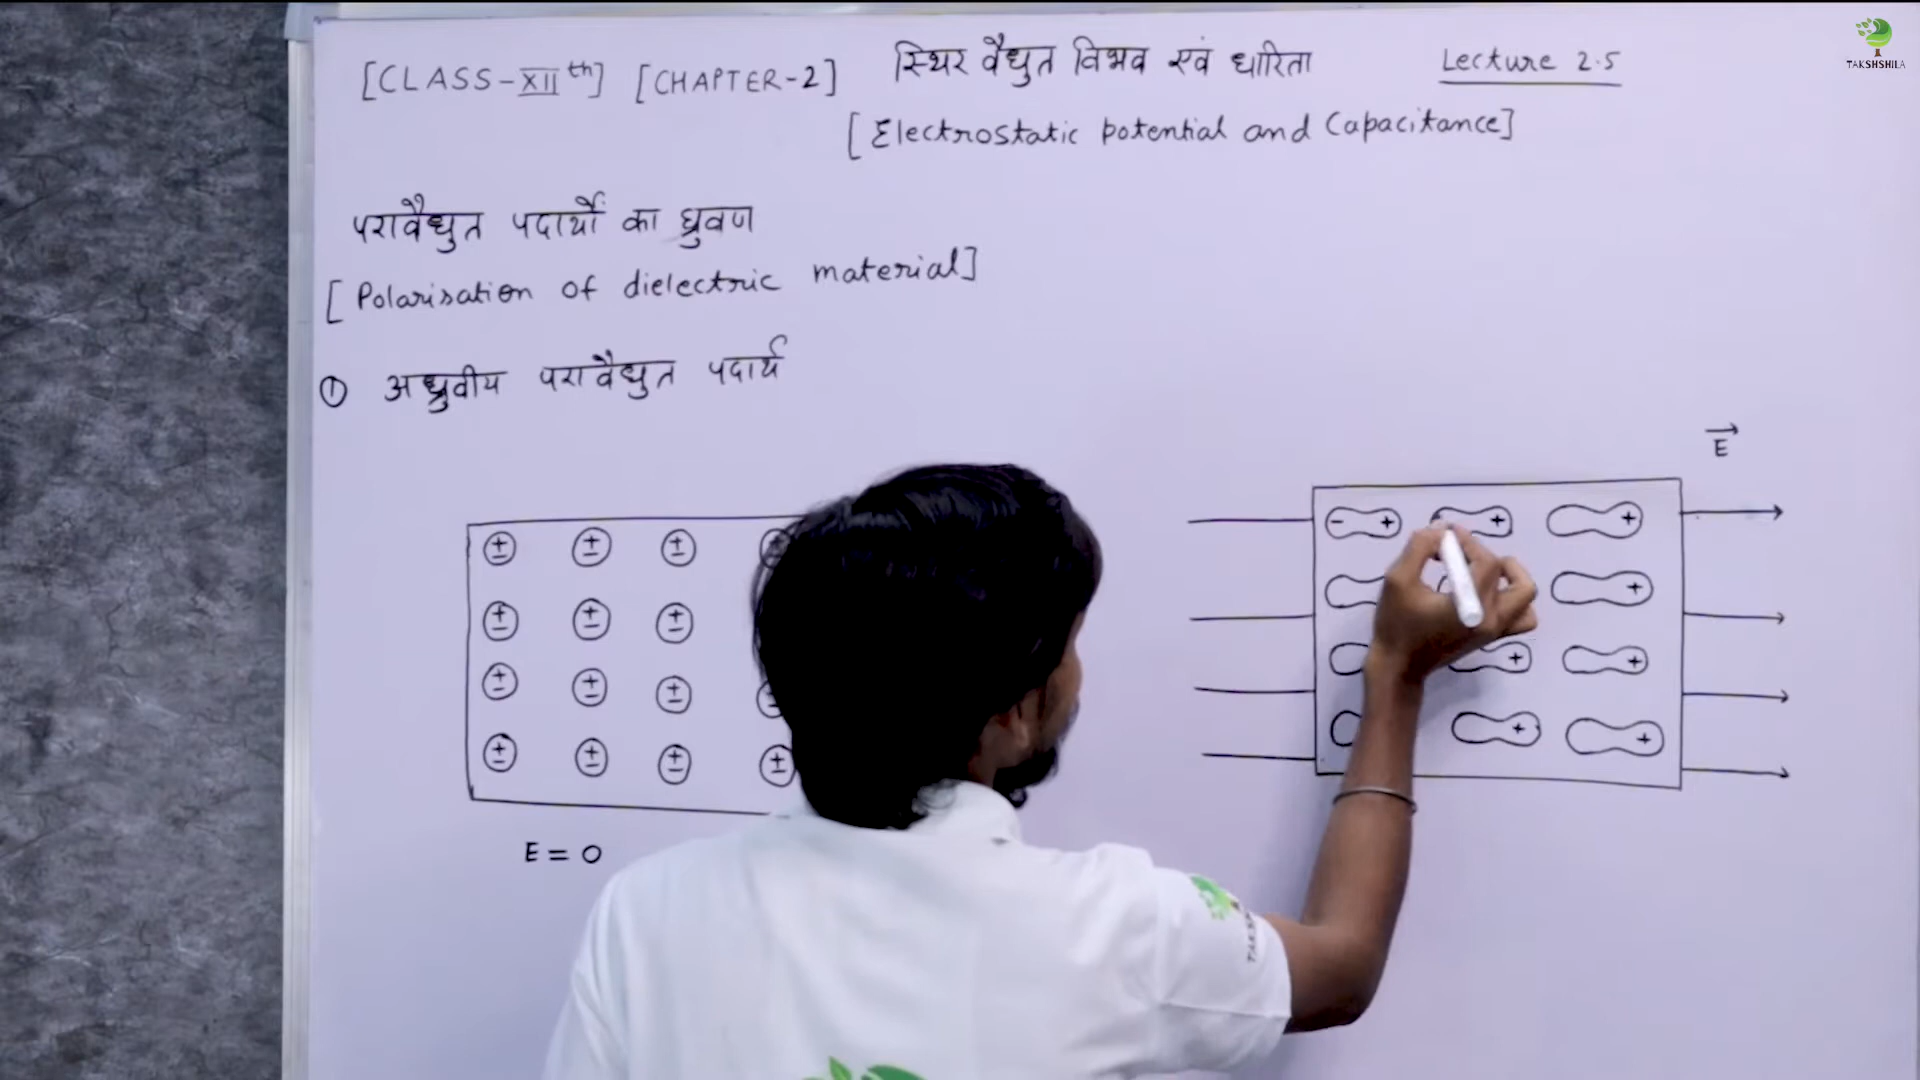 [CLASS-XIIth] [CHAPTER-2] स्थिर वैद्युत विभव एवं धारिता Lecture 2.5
[Electrostatic potential and Capacitance]
TAKSHSHILA
परावैद्युत पदार्थों का ध्रुवण
[Polarisation of dielectric material]
① अध्रुवीय परावैद्युत पदार्थ
E
± ± ± ±
± ± ± ±
± ± ± ±
± ± ± ±
- + + +
+
+ +
+ +
E = 0